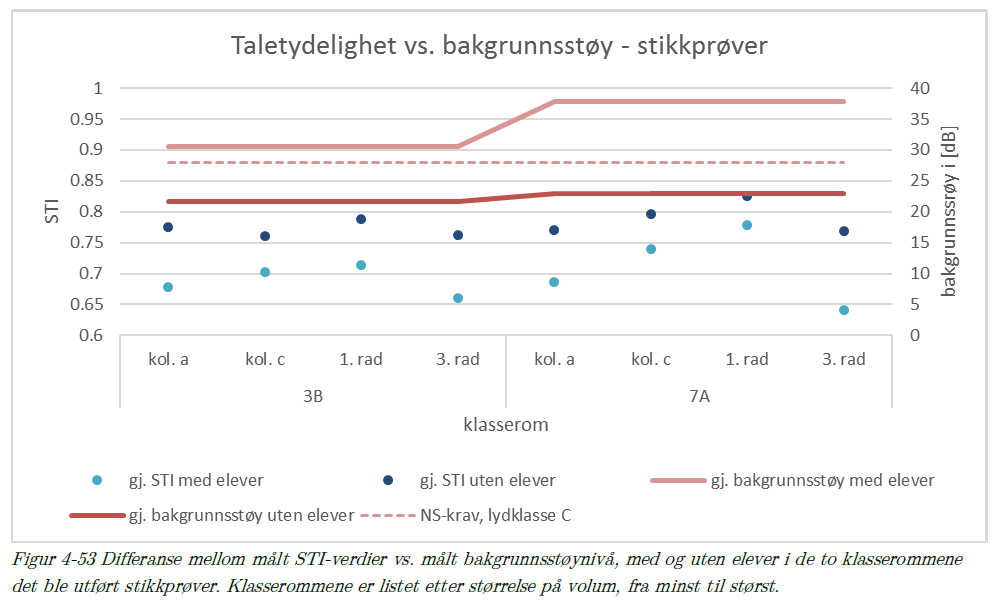 Taletydelighet vs. bakgrunnsstøy - stikkprøver
1 40
0.95 35
0.9 30
0.85 25
0.8 20
0.75 15
0.7 10
0.65 5
0.6 0
STI
bakgrunnssrøy i [dB]
kol. a kol. c 1. rad 3. rad kol. a kol. c 1. rad 3. rad
3B 7A
klasserom
gj. STI med elever gj. STI uten elever gj. bakgrunnsstøy med elever
gj. bakgrunnsstøy uten elever NS-krav, lydklasse C
Figur 4-53 Differanse mellom målt STI-verdier vs. målt bakgrunnsstøynivå, med og uten elever i de to klasserommene
det ble utført stikkprøver. Klasserommene er listet etter størrelse på volum, fra minst til størst.